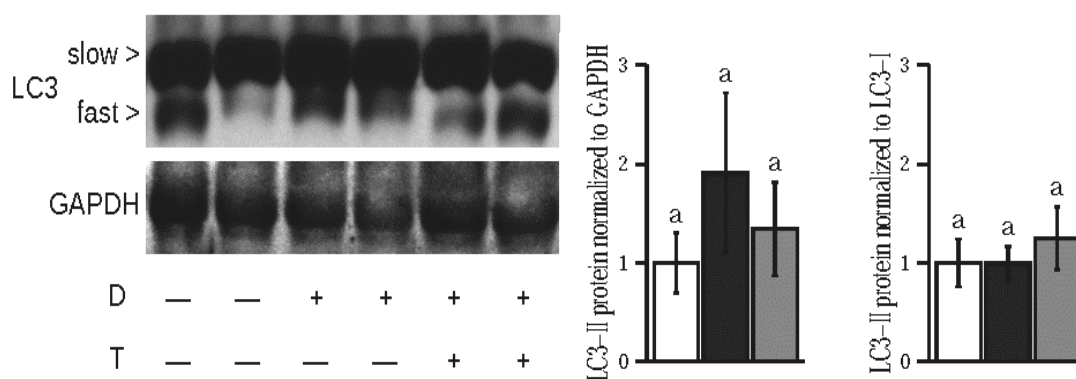 slow >
LC3
fast >
GAPDH
D — — + + + +
T — — — — + +
LC3-II protein normalized to GAPDH
3
2
1
0
a
a
a
LC3-II protein normalized to LC3-I
3
2
1
0
a
a
a